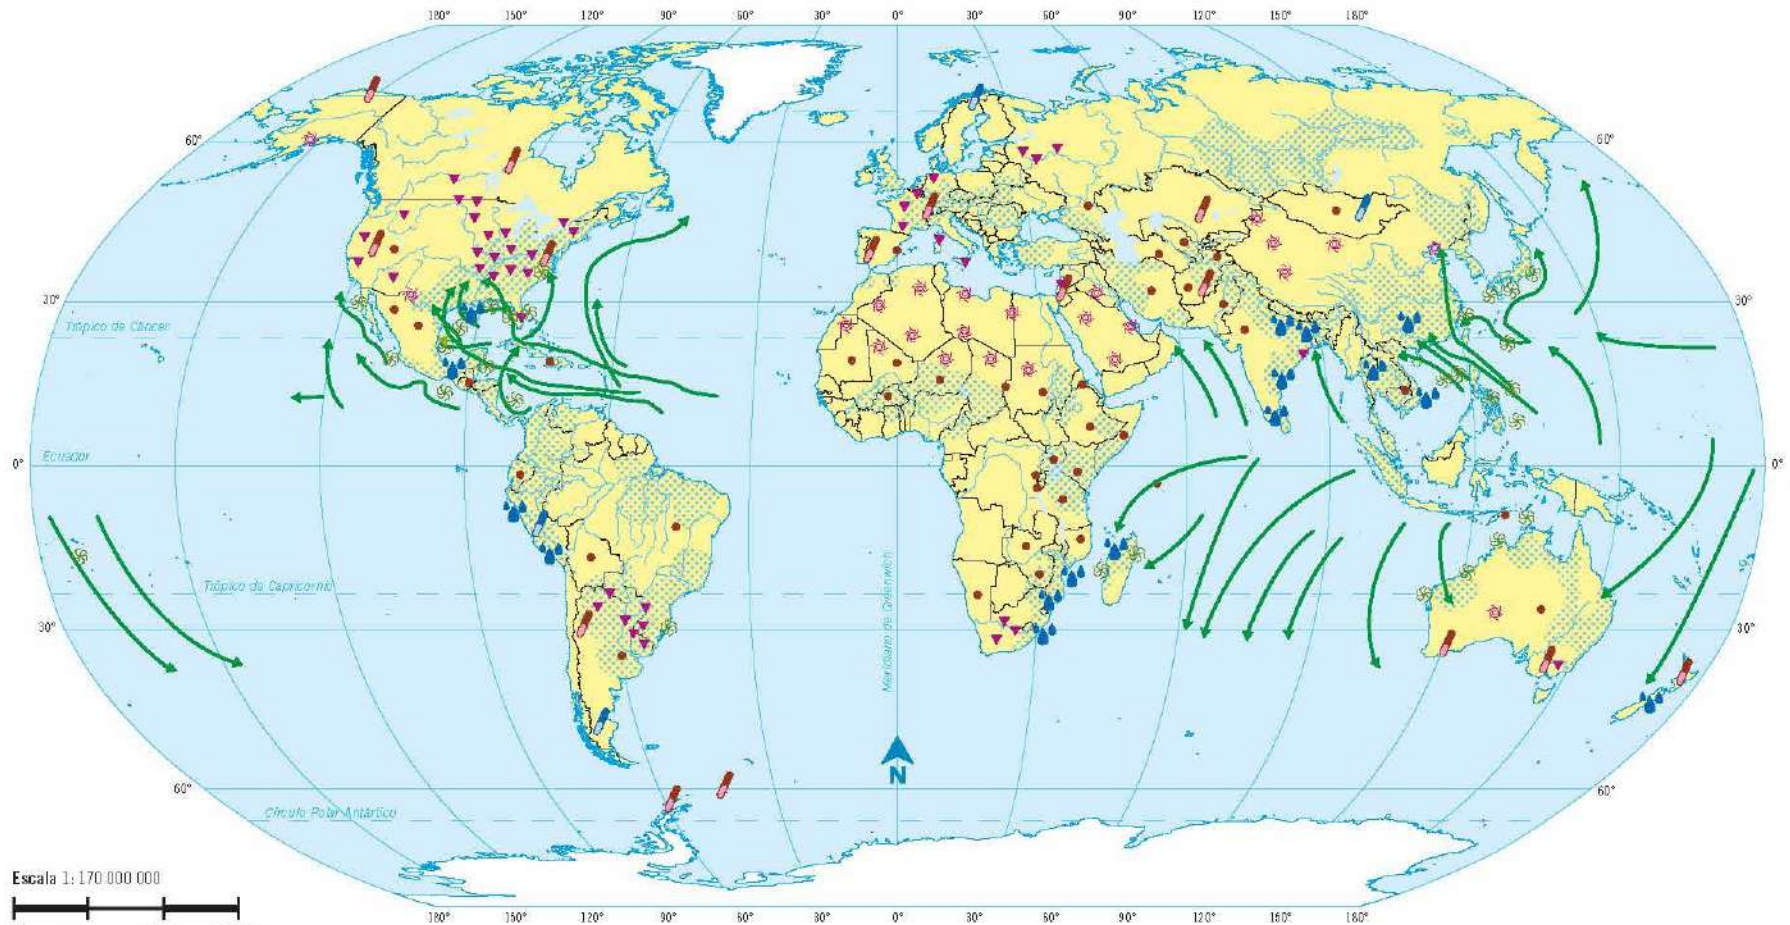 180° 150° 120° 90° 60° 30° 0° 30° 60° 90° 120° 150° 180°
60° 60°
30° 30°
Trópico de Cáncer
Ecuador
0° 0°
Trópico de Capricornio
30° 30°
Meridiano de Greenwich
N
60° 60°
Círculo Polar Antártico
Escala 1: 170 000 000
180° 150° 120° 90° 60° 30° 0° 30° 60° 90° 120° 150° 180°